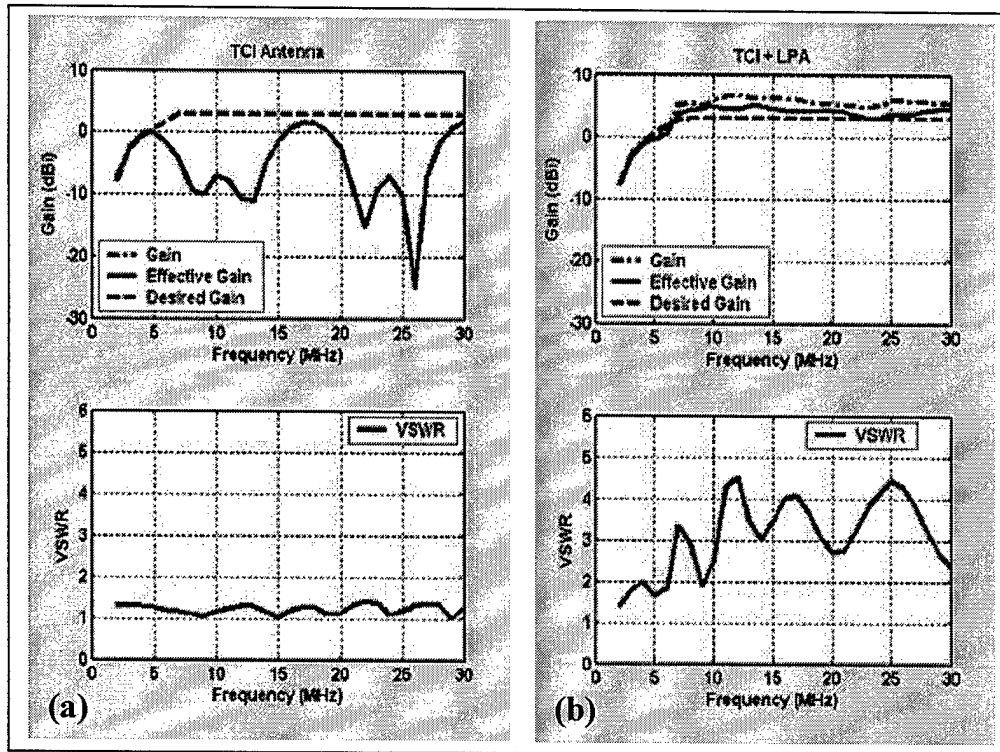 TCI Antenna
10
0
-10
-20
-30
Gain (dBi)
Gain
Effective Gain
Desired Gain
0 5 10 15 20 25 30
Frequency (MHz)
6
5
4
3
2
1
0
VSWR
VSWR
0 5 10 15 20 25 30
Frequency (MHz)
(a)
TCI + LPA
10
0
-10
-20
-30
Gain (dBi)
Gain
Effective Gain
Desired Gain
0 5 10 15 20 25 30
Frequency (MHz)
6
5
4
3
2
1
0
VSWR
VSWR
0 5 10 15 20 25 30
Frequency (MHz)
(b)